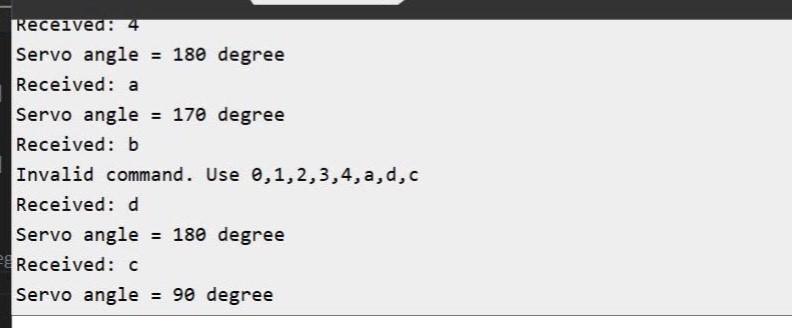 Received: 4
Servo angle = 180 degree
Received: a
Servo angle = 170 degree
Received: b
Invalid command. Use 0,1,2,3,4,a,d,c
Received: d
Servo angle = 180 degree
Received: c
Servo angle = 90 degree